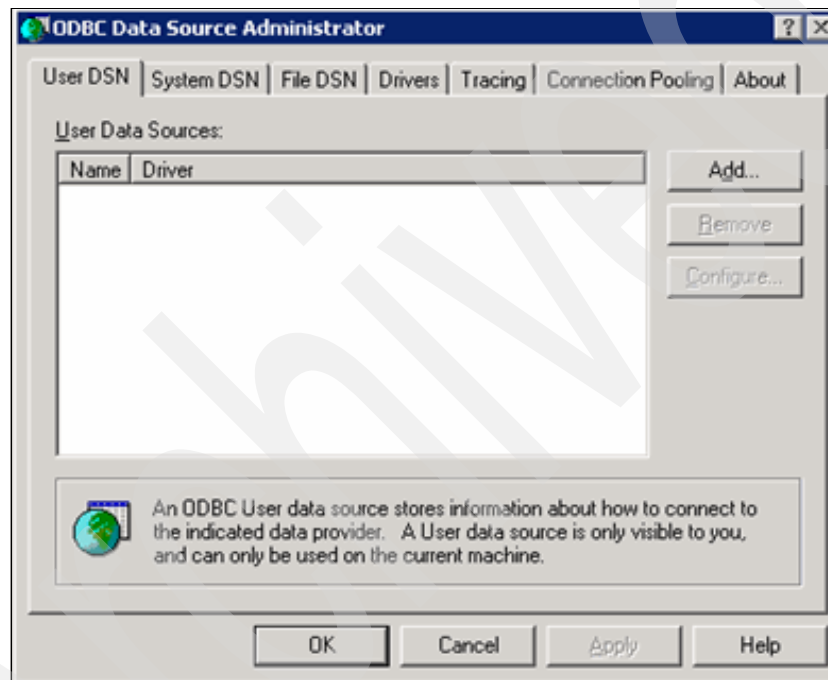 ODBC Data Source Administrator
User DSN System DSN File DSN Drivers Tracing Connection Pooling About
User Data Sources:
Name Driver
Add...
Remove
Configure...
An ODBC User data source stores information about how to connect to
the indicated data provider. A User data source is only visible to you,
and can only be used on the current machine.
OK Cancel Apply Help